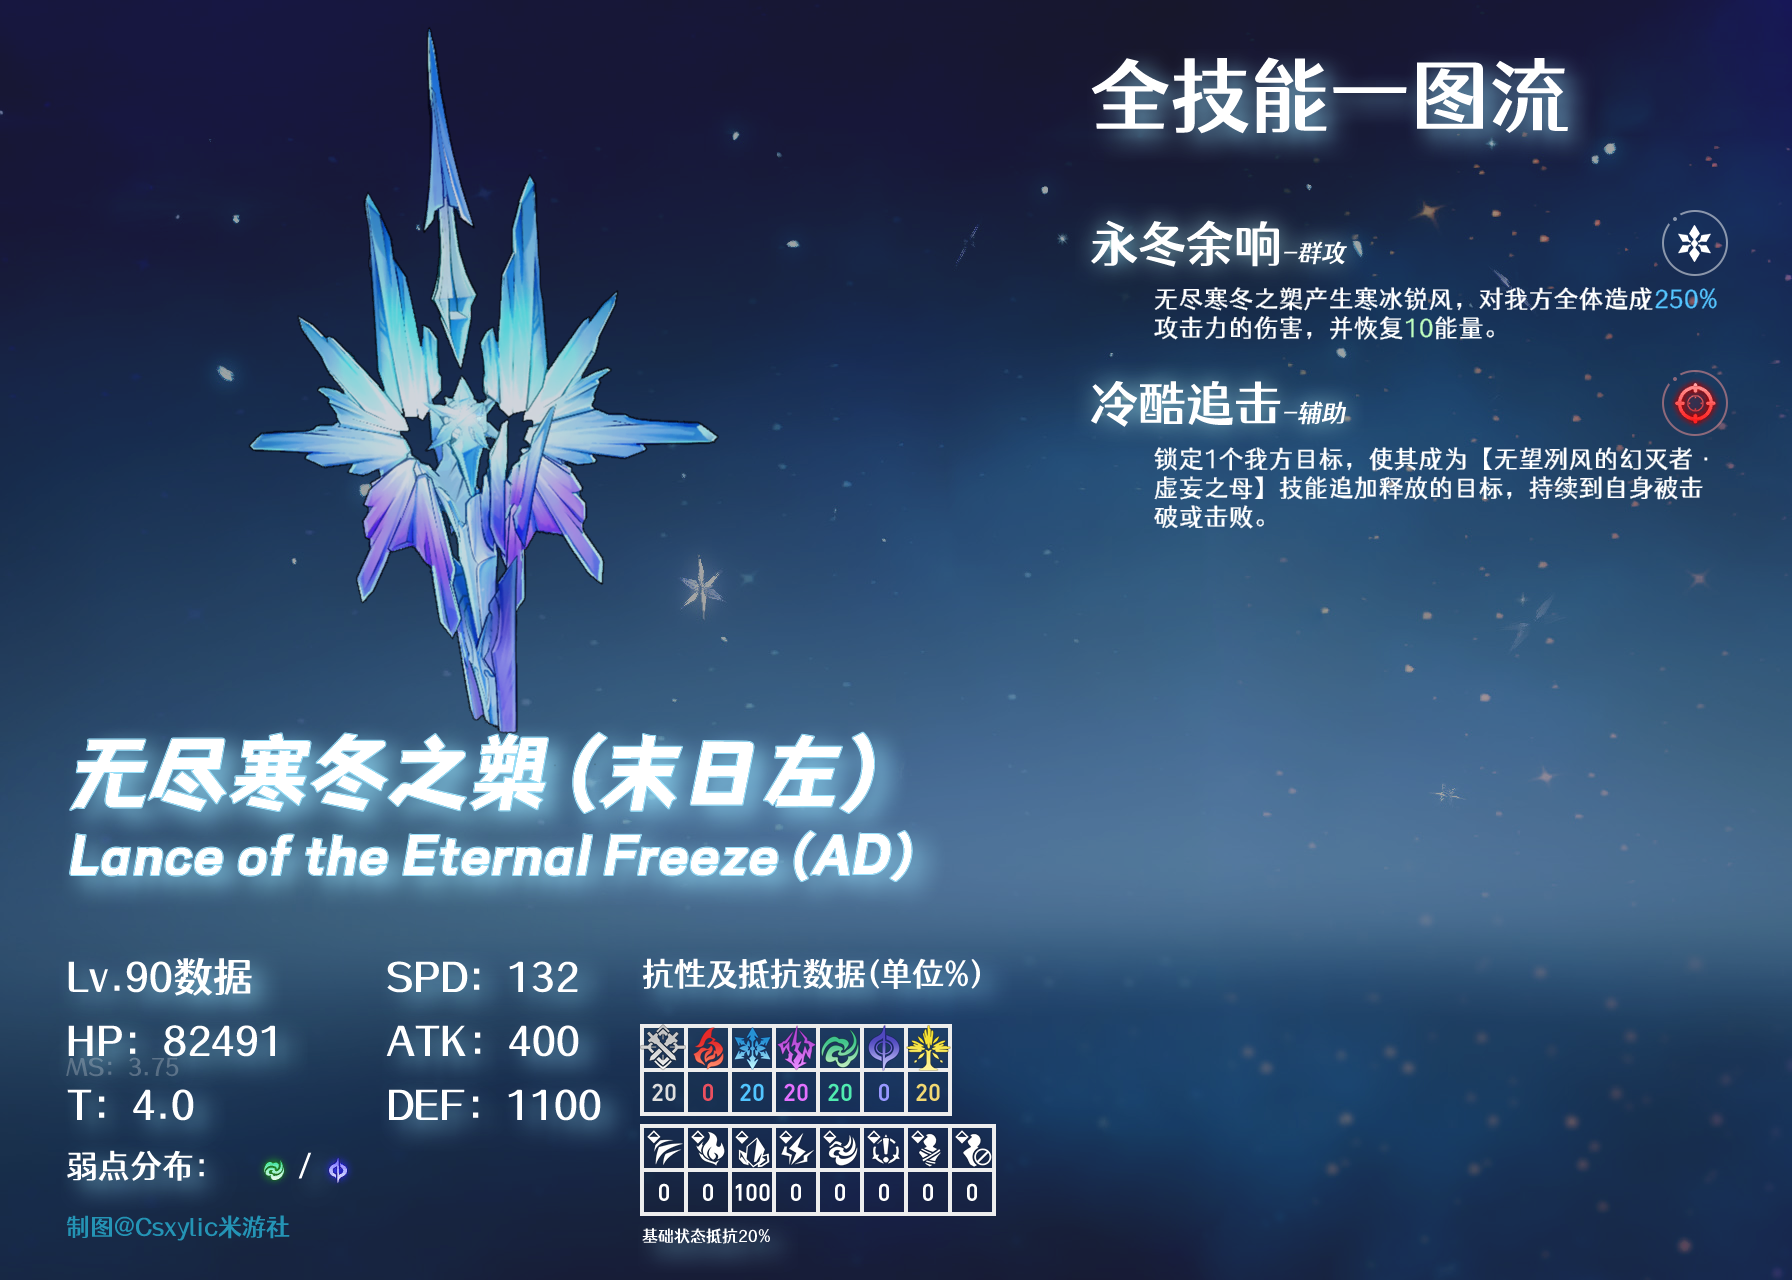 全技能一图流
永冬余响-群攻
无尽寒冬之槊产生寒冰锐风，对我方全体造成250%
攻击力的伤害，并恢复10能量。
冷酷追击-辅助
锁定1个我方目标，使其成为【无望冽风的幻灭者·
虚妄之母】技能追加释放的目标，持续到自身被击
破或击败。
无尽寒冬之槊（末日左）
Lance of the Eternal Freeze (AD)
Lv.90数据
SPD: 132
HP: 82491
ATK: 400
MS: 3.75
T: 4.0
DEF: 1100
弱点分布:
/
制图@Csxylic米游社
抗性及抵抗数据(单位%)
20 0 20 20 20 0 20
0 0 100 0 0 0 0 0
基础状态抵抗20%